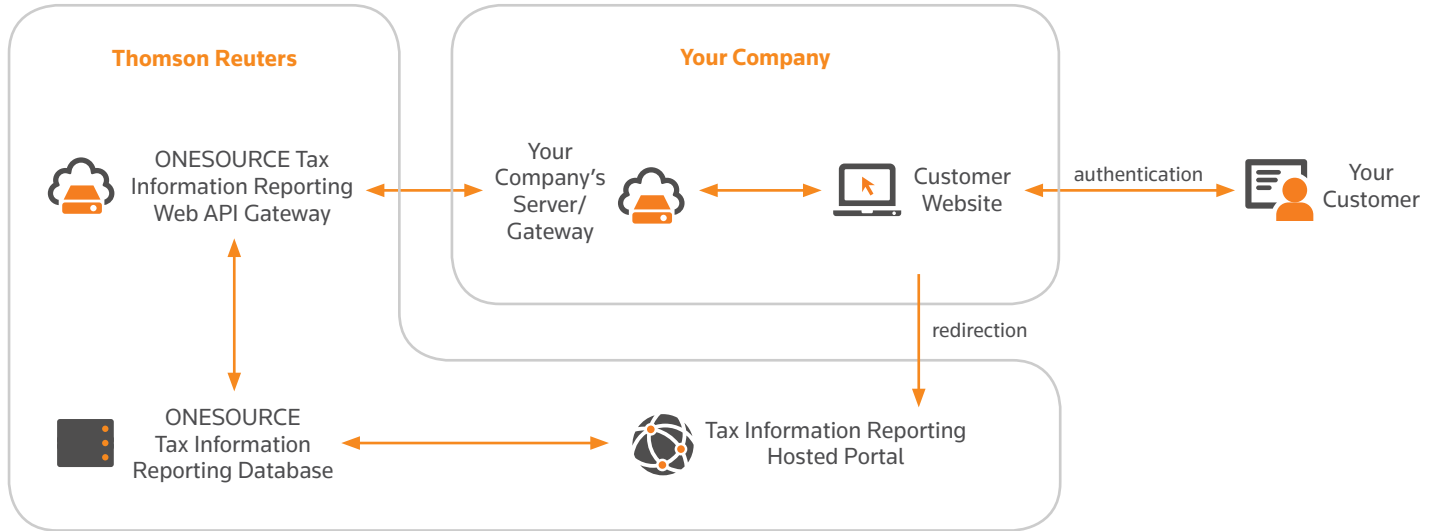 Thomson Reuters
Your Company
ONESOURCE Tax
Information Reporting
Web API Gateway
Your
Company's
Server/
Gateway
Customer
Website
authentication
Your
Customer
redirection
ONESOURCE
Tax Information
Reporting Database
Tax Information Reporting
Hosted Portal